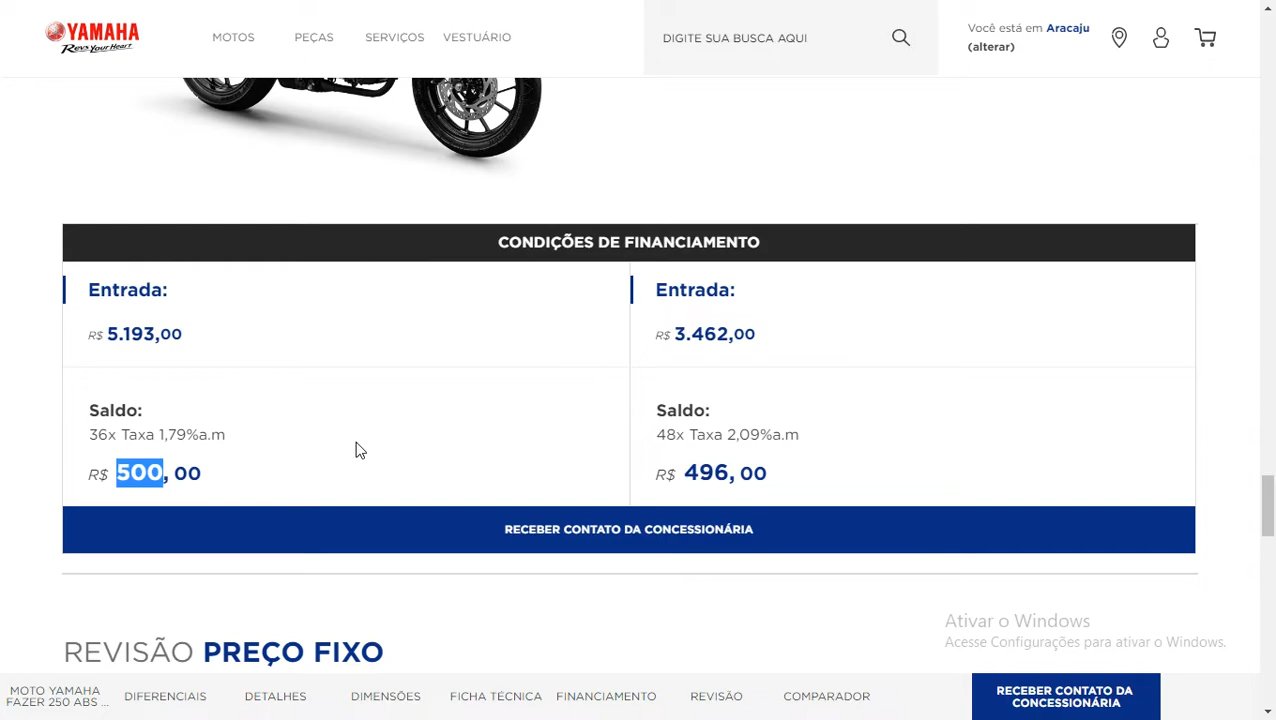 YAMAHA
Revs Your Heart
MOTOS
PEÇAS
SERVIÇOS
VESTUÁRIO
DIGITE SUA BUSCA AQUI
Você está em Aracaju
(alterar)
CONDIÇÕES DE FINANCIAMENTO
Entrada:
R$ 5.193,00
Saldo:
36x Taxa 1,79%a.m
R$ 500, 00
Entrada:
R$ 3.462,00
Saldo:
48x Taxa 2,09%a.m
R$ 496, 00
RECEBER CONTATO DA CONCESSIONÁRIA
REVISÃO PREÇO FIXO
Ativar o Windows
Acesse Configurações para ativar o Windows.
MOTO YAMAHA
FAZER 250 ABS ...
DIFERENCIAIS
DETALHES
DIMENSÕES
FICHA TÉCNICA
FINANCIAMENTO
REVISÃO
COMPARADOR
RECEBER CONTATO DA
CONCESSIONÁRIA